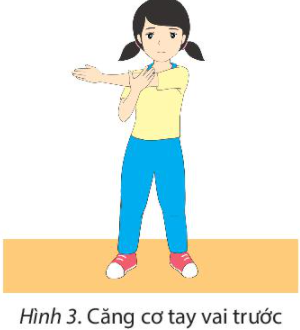 Hình 3. Căng cơ tay vai trước